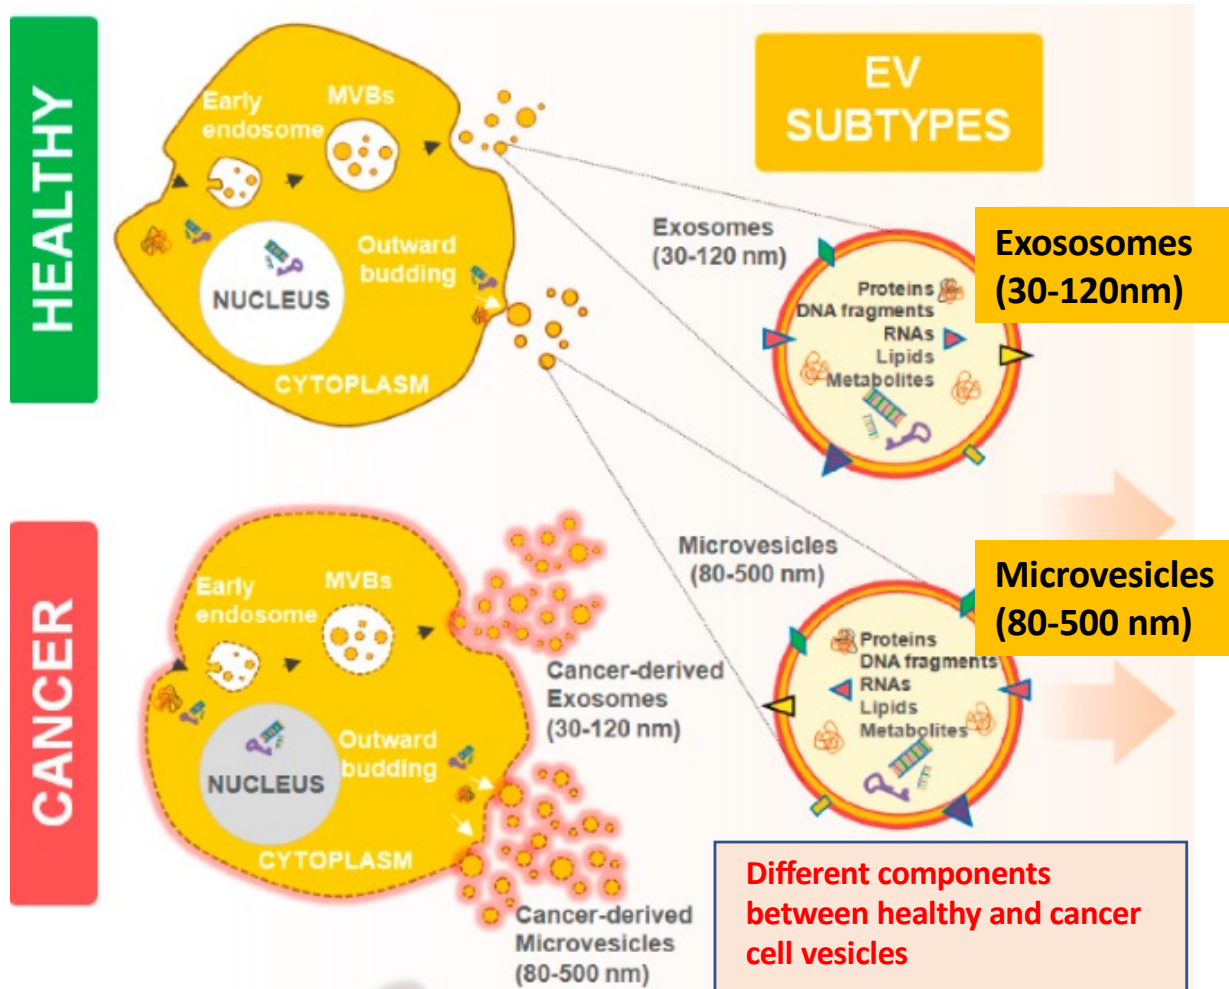 HEALTHY
Early
endosome
MVBs
Outward
budding
NUCLEUS
CYTOPLASM
EV
SUBTYPES
Exosomes
(30-120 nm)
Proteins
DNA fragments
RNAs
Lipids
Metabolites
Exososomes
(30-120nm)
CANCER
Early
endosome
MVBs
Outward
budding
NUCLEUS
CYTOPLASM
Cancer-derived
Exosomes
(30-120 nm)
Cancer-derived
Microvesicles
(80-500 nm)
Microvesicles
(80-500 nm)
Proteins
DNA fragments
RNAs
Lipids
Metabolites
Microvesicles
(80-500 nm)
Different components
between healthy and cancer
cell vesicles